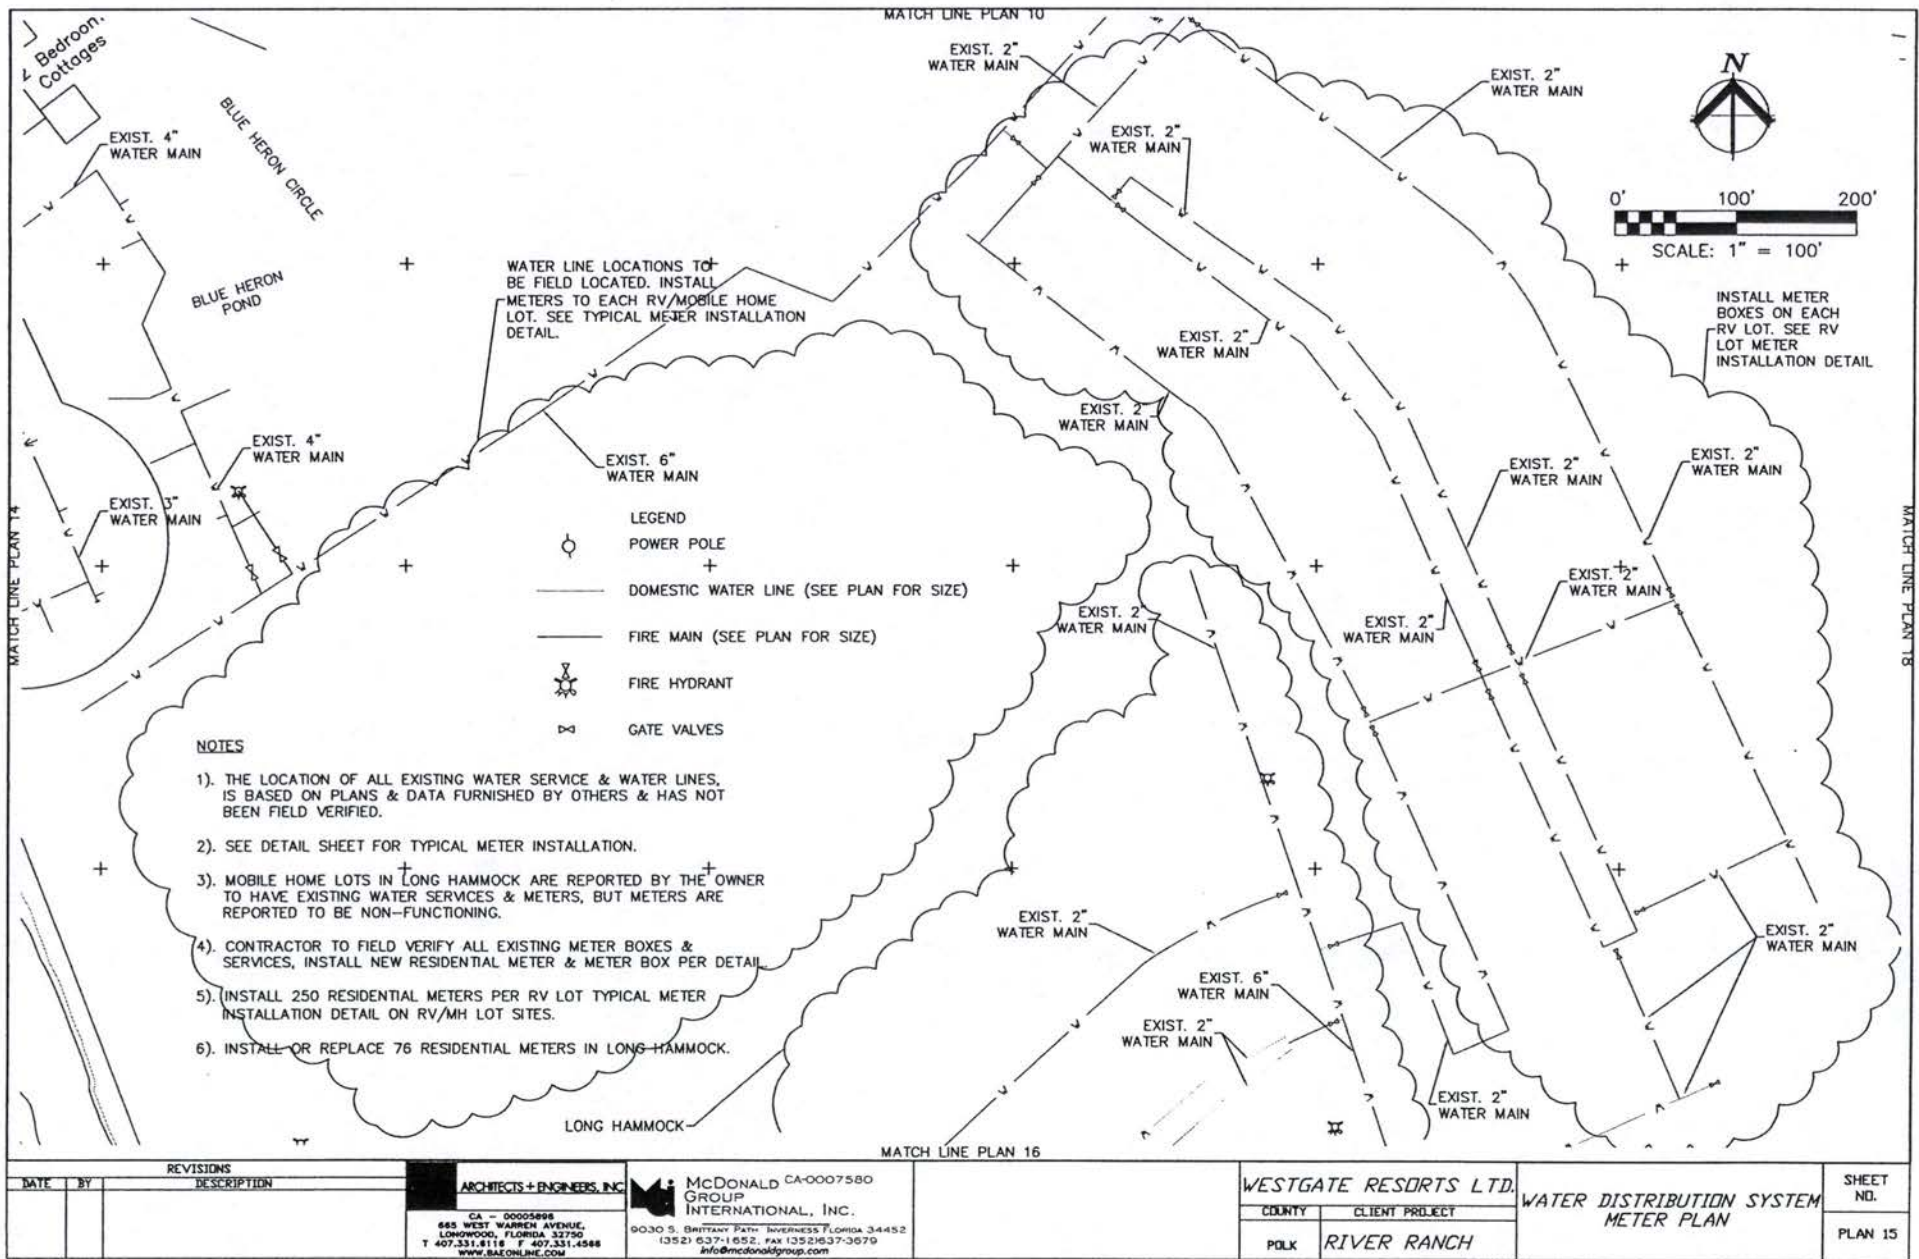 MATCH LINE PLAN 10
2 Bedroom
Cottages
EXIST. 4"
WATER MAIN
BLUE HERON CIRCLE
BLUE HERON
POND
EXIST. 2"
WATER MAIN
EXIST. 2"
WATER MAIN
EXIST. 2"
WATER MAIN
N
0' 100' 200'
SCALE: 1" = 100'
WATER LINE LOCATIONS TO
BE FIELD LOCATED. INSTALL
METERS TO EACH RV/MOBILE HOME
LOT. SEE TYPICAL METER INSTALLATION
DETAIL.
INSTALL METER
BOXES ON EACH
RV LOT. SEE RV
LOT METER
INSTALLATION DETAIL
EXIST. 2"
WATER MAIN
EXIST. 2"
WATER MAIN
EXIST. 4"
WATER MAIN
EXIST. 3"
WATER MAIN
EXIST. 6"
WATER MAIN
EXIST. 2"
WATER MAIN
EXIST. 2"
WATER MAIN
EXIST. 2"
WATER MAIN
EXIST. 2"
WATER MAIN
EXIST. 2"
WATER MAIN
MATCH LINE PLAN 14
MATCH LINE PLAN 18
LEGEND
POWER POLE
DOMESTIC WATER LINE (SEE PLAN FOR SIZE)
FIRE MAIN (SEE PLAN FOR SIZE)
FIRE HYDRANT
GATE VALVES
NOTES
1). THE LOCATION OF ALL EXISTING WATER SERVICE & WATER LINES,
IS BASED ON PLANS & DATA FURNISHED BY OTHERS & HAS NOT
BEEN FIELD VERIFIED.
2). SEE DETAIL SHEET FOR TYPICAL METER INSTALLATION.
3). MOBILE HOME LOTS IN LONG HAMMOCK ARE REPORTED BY THE OWNER
TO HAVE EXISTING WATER SERVICES & METERS, BUT METERS ARE
REPORTED TO BE NON-FUNCTIONING.
4). CONTRACTOR TO FIELD VERIFY ALL EXISTING METER BOXES &
SERVICES, INSTALL NEW RESIDENTIAL METER & METER BOX PER DETAIL
5). INSTALL 250 RESIDENTIAL METERS PER RV LOT TYPICAL METER
INSTALLATION DETAIL ON RV/MH LOT SITES.
6). INSTALL OR REPLACE 76 RESIDENTIAL METERS IN LONG HAMMOCK.
EXIST. 2"
WATER MAIN
EXIST. 6"
WATER MAIN
EXIST. 2"
WATER MAIN
EXIST. 2"
WATER MAIN
EXIST. 2"
WATER MAIN
LONG HAMMOCK
MATCH LINE PLAN 16
REVISIONS
DATE BY DESCRIPTION
ARCHITECTS + ENGINEERS, INC
CA - 00005696
665 WEST WARREN AVENUE,
LONGWOOD, FLORIDA 32750
T 407.331.6116 F 407.331.4566
WWW.BAEONLINE.COM
McDONALD CA-0007580
GROUP
INTERNATIONAL, INC.
9030 S. BRITTANY PATH INVERNESS FLORIDA 34452
(352) 637-1652, FAX (352)637-3679
info@mcdonaldgroup.com
WESTGATE RESORTS LTD.
COUNTY CLIENT PROJECT
POLK RIVER RANCH
WATER DISTRIBUTION SYSTEM
METER PLAN
SHEET
NO.
PLAN 15